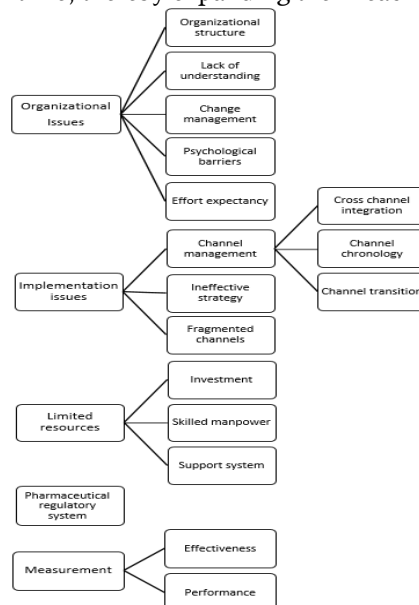 thereby expanding
Organizational
structure
Lack of
understanding
Organizational
Issues
Change
management
Psychological
barriers
Effort expectancy
Cross channel
integration
Channel
management
Channel
chronology
Channel transition
Implementation
issues
Ineffective
strategy
Fragmented
channels
Investment
Limited
resources
Skilled manpower
Support system
Pharmaceutical
regulatory
system
Effectiveness
Measurement
Performance